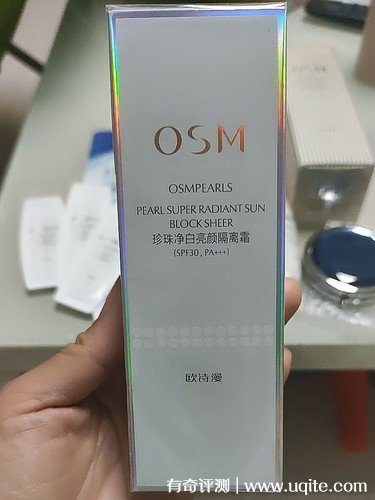 OSM
OSMPEARLS
PEARL SUPER RADIANT SUN
BLOCK SHEER
珍珠净白亮颜隔离霜
(SPF30, PA+++)
欧诗漫
有奇评测 | www.uqite.com